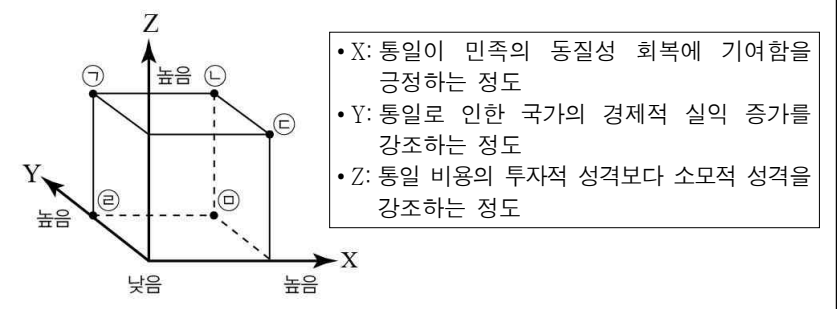 Z
㉠
높음
㉡
㉢
Y
높음
㉣
㉤
X
낮음
높음
• X: 통일이 민족의 동질성 회복에 기여함을
긍정하는 정도
• Y: 통일로 인한 국가의 경제적 실익 증가를
강조하는 정도
• Z: 통일 비용의 투자적 성격보다 소모적 성격을
강조하는 정도